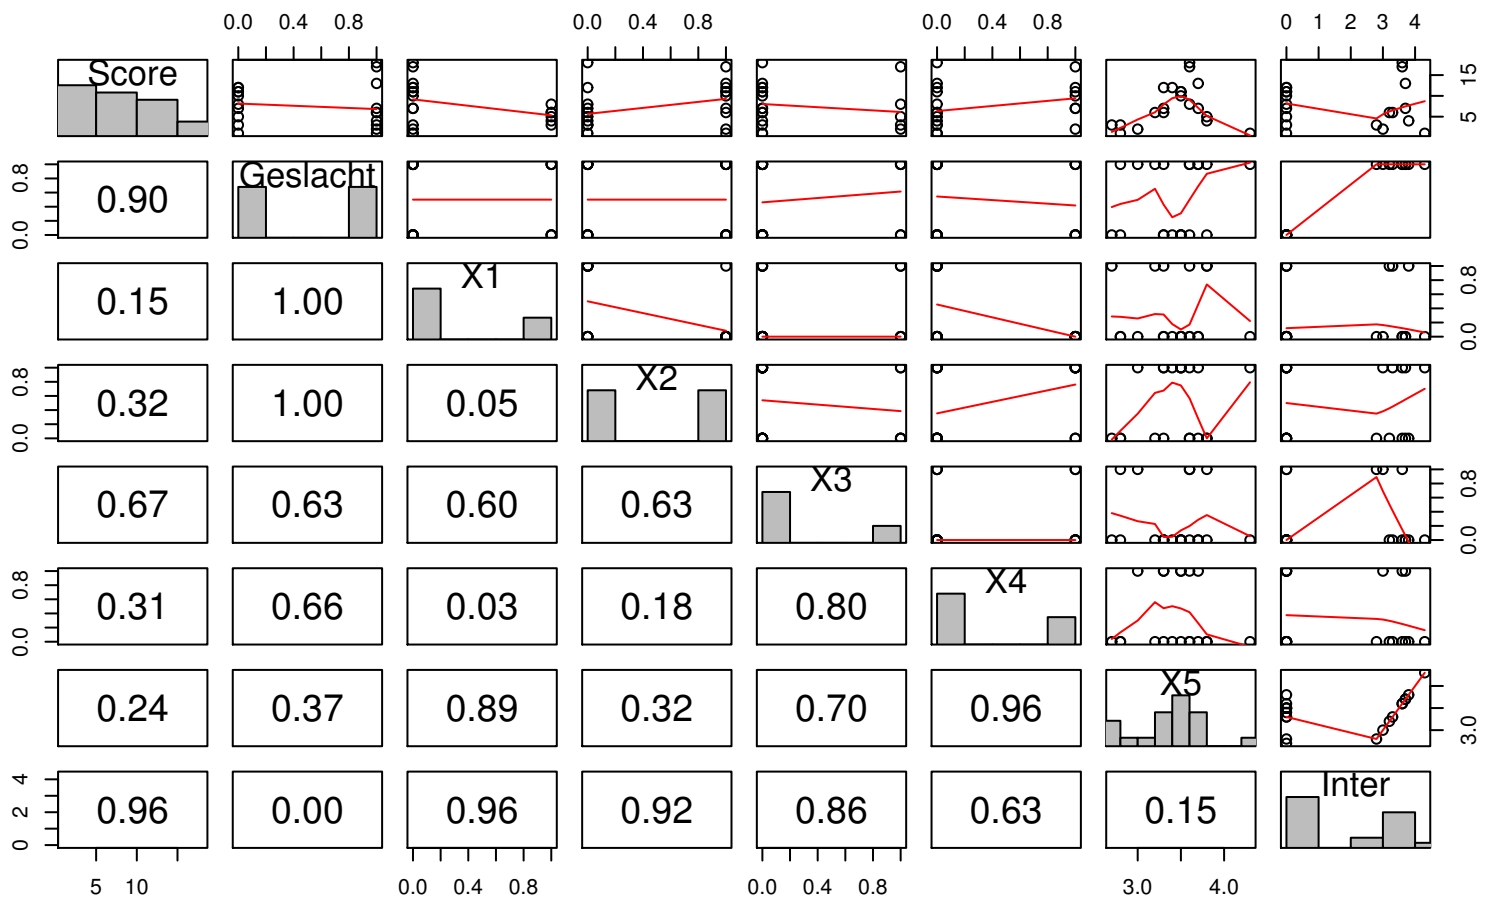 0.0 0.4 0.8 0.0 0.4 0.8 0.0 0.4 0.8 0 1 2 3 4
Score 5 15
0.0 0.8 0.90 Geslacht
0.15 1.00 X1 0.0 0.8
0.0 0.8 0.32 1.00 0.05 X2
0.67 0.63 0.60 0.63 X3 0.0 0.8
0.0 0.8 0.31 0.66 0.03 0.18 0.80 X4
0.24 0.37 0.89 0.32 0.70 0.96 X5 3.0
0 2 4 0.96 0.00 0.96 0.92 0.86 0.63 0.15 Inter
5 10 0.0 0.4 0.8 0.0 0.4 0.8 3.0 4.0